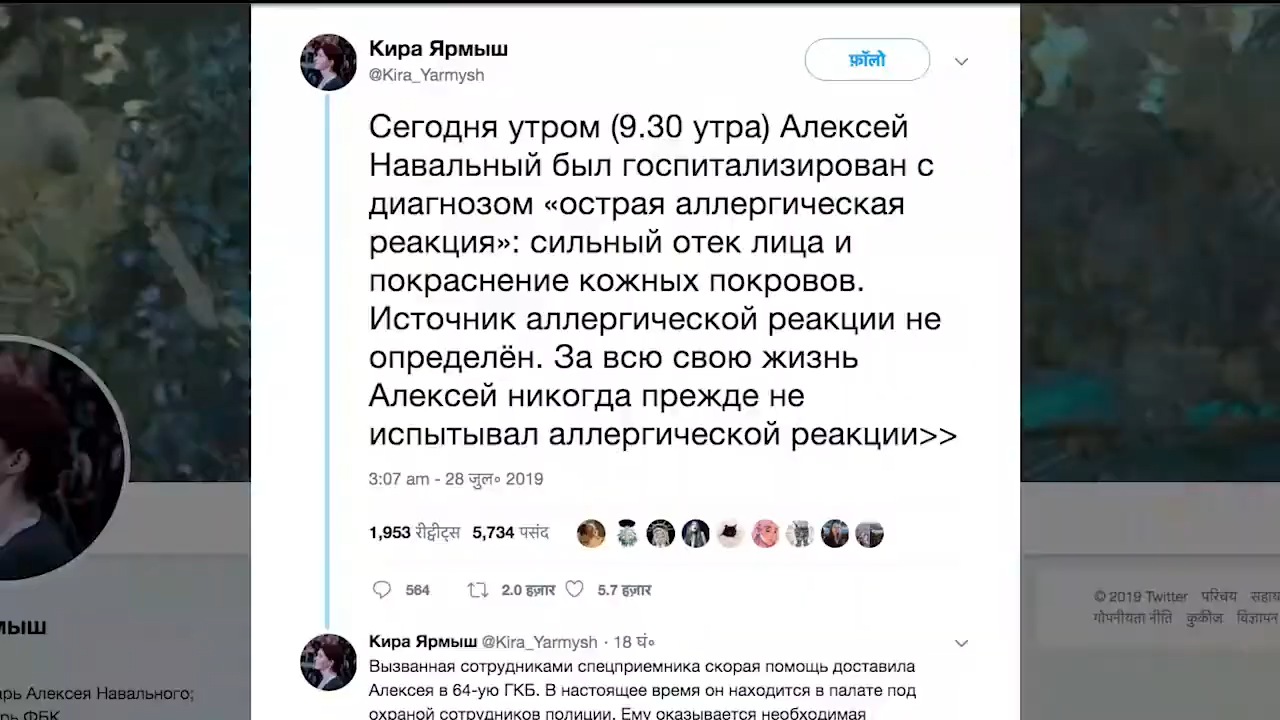 Кира Ярмыш
@Kira_Yarmysh
फ़ॉलो
Сегодня утром (9.30 утра) Алексей
Навальный был госпитализирован с
диагнозом «острая аллергическая
реакция»: сильный отек лица и
покраснение кожных покровов.
Источник аллергической реакции не
определён. За всю свою жизнь
Алексей никогда прежде не
испытывал аллергической реакции>>
3:07 am - 28 जुल॰ 2019
1,953 रीट्वीट्स 5,734 पसंद
564 2.0 हज़ार 5.7 हज़ार
Кира Ярмыш @Kira_Yarmysh · 18 घं॰
Вызванная сотрудниками спецприемника скорая помощь доставила
Алексея в 64-ую ГКБ. В настоящее время он находится в палате под
охраной сотрудников полиции. Ему оказывается необходимая
мыш
арь Алексея Навального;
рь ФБК
© 2019 Twitter परिचय सहाय
गोपनीयता नीति कुकीज़ विज्ञापन